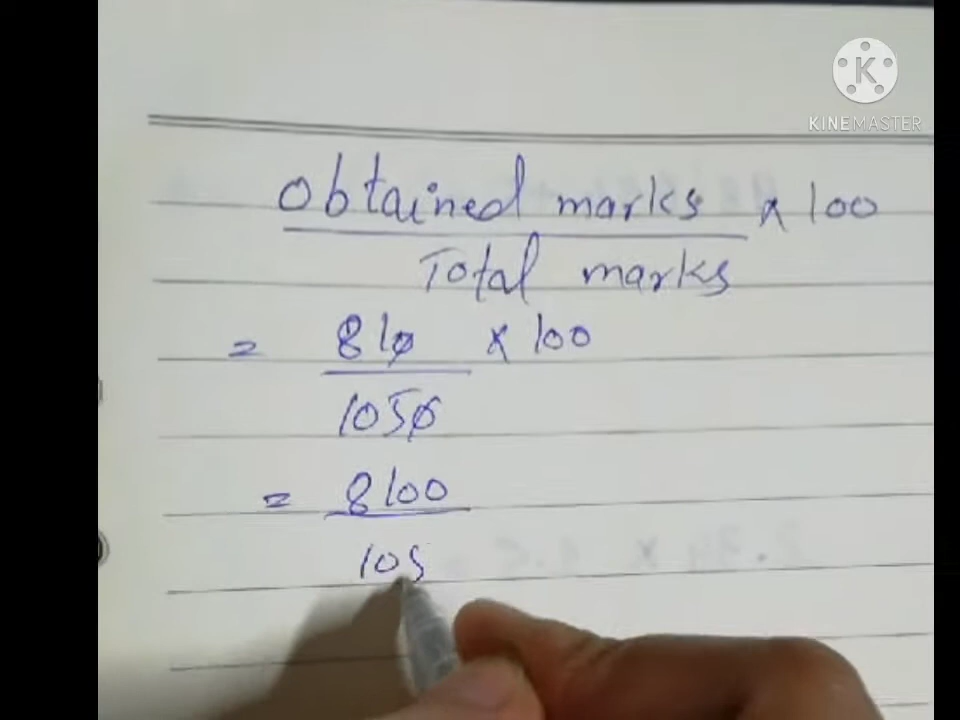 K
KINEMASTER
Obtained marks × 100
Total marks
= 810 × 100
1050
= 8100
105